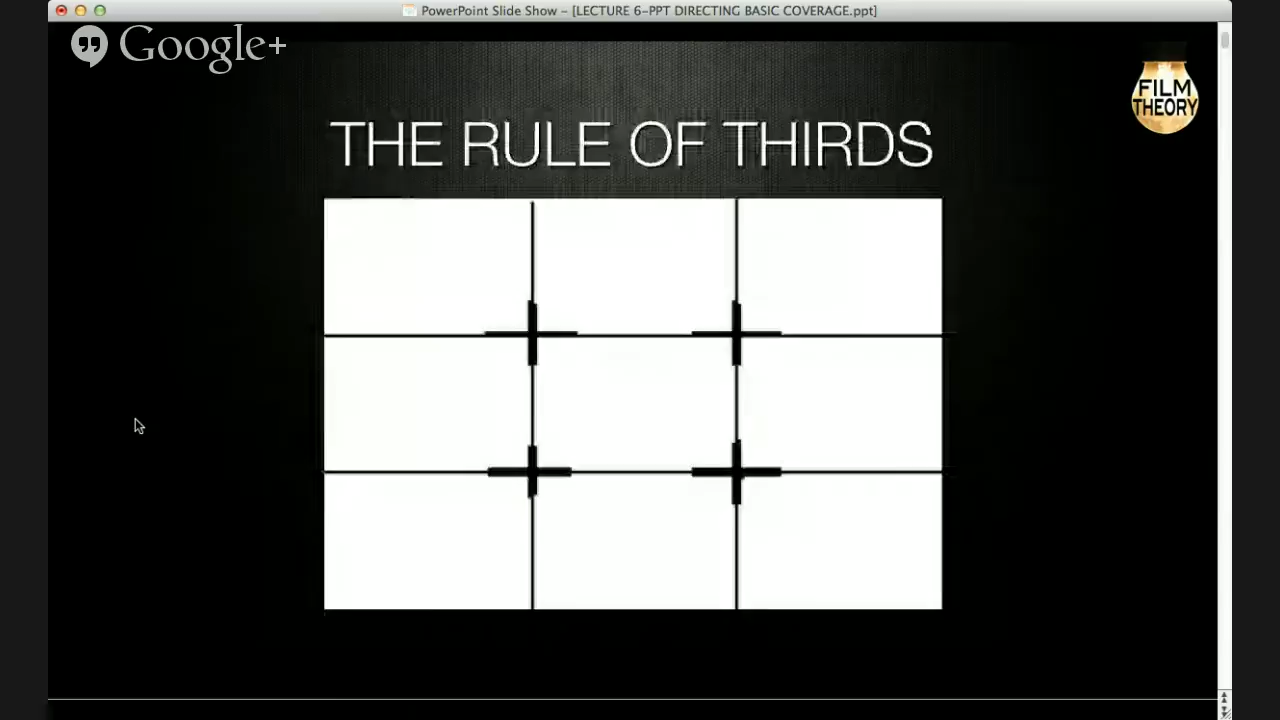 PowerPoint Slide Show – [LECTURE 6-PPT DIRECTING BASIC COVERAGE.ppt]
Google+
FILM
THEORY
THE RULE OF THIRDS